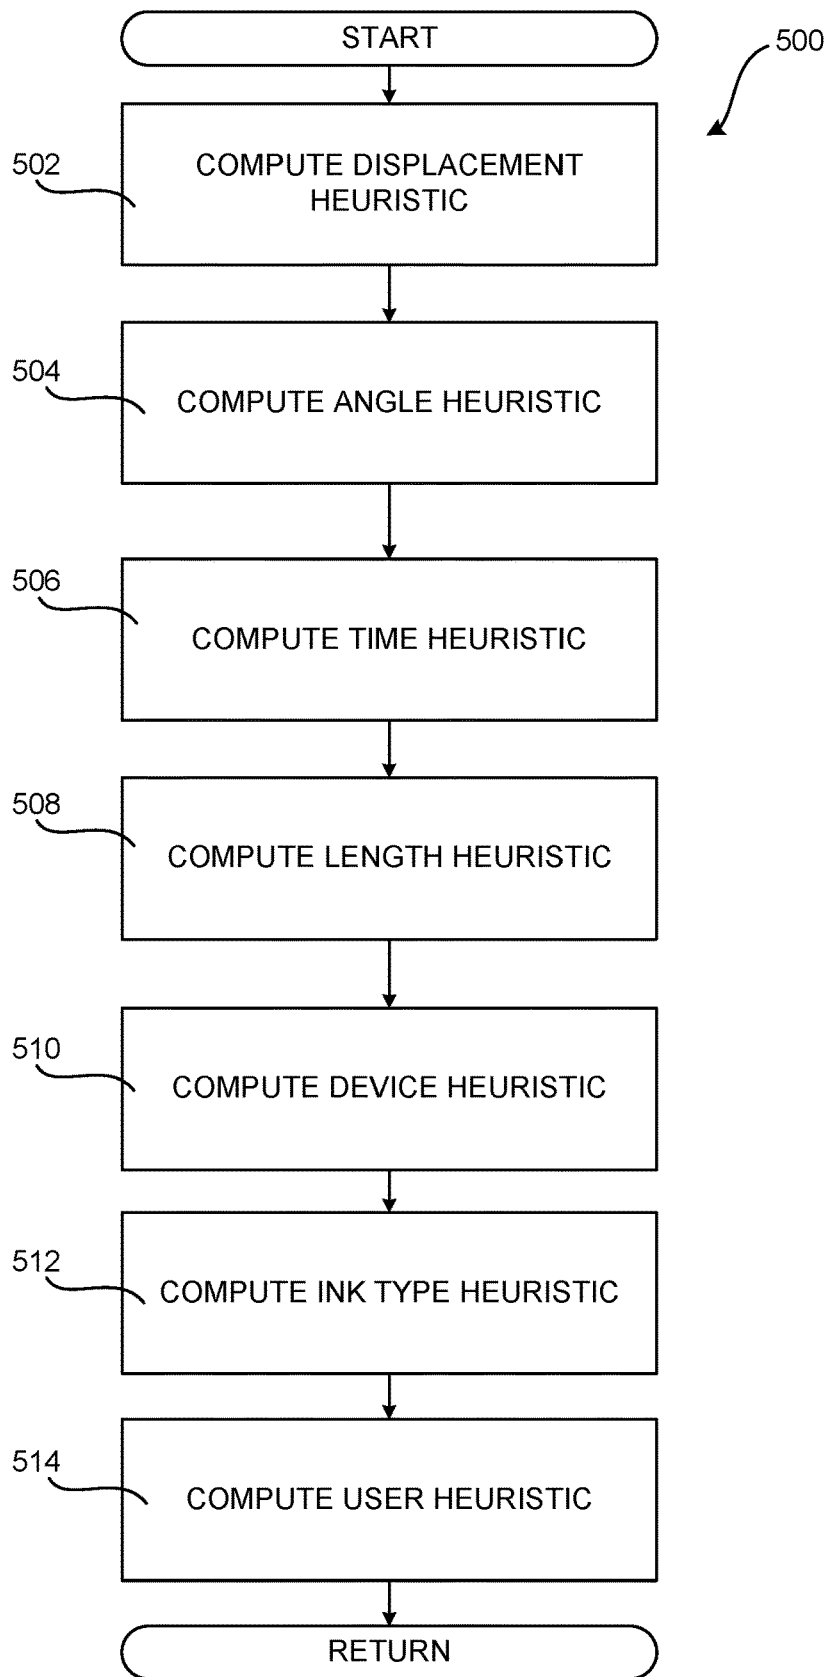 START
500
502
COMPUTE DISPLACEMENT
HEURISTIC
504
COMPUTE ANGLE HEURISTIC
506
COMPUTE TIME HEURISTIC
508
COMPUTE LENGTH HEURISTIC
510
COMPUTE DEVICE HEURISTIC
512
COMPUTE INK TYPE HEURISTIC
514
COMPUTE USER HEURISTIC
RETURN